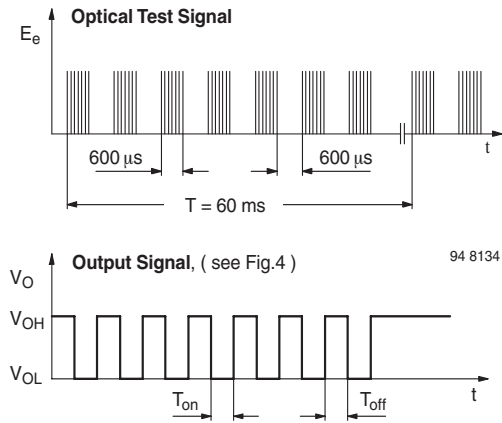 Optical Test Signal
Ee
600 µs
600 µs
t
T = 60 ms
Output Signal, ( see Fig.4 )
94 8134
VO
VOH
VOL
Ton
Toff
t